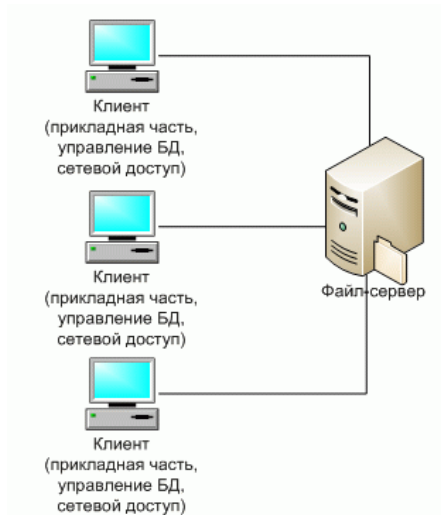 Клиент
(прикладная часть,
управление БД,
сетевой доступ)
Файл-сервер
Клиент
(прикладная часть,
управление БД,
сетевой доступ)
Клиент
(прикладная часть,
управление БД,
сетевой доступ)